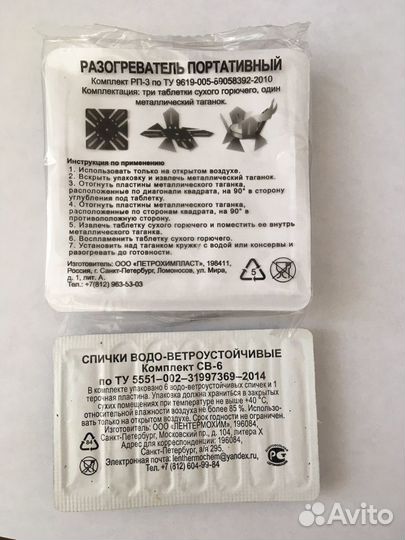 РАЗОГРЕВАТЕЛЬ ПОРТАТИВНЫЙ
Комплект РП-3 по ТУ 9619-005-59058392-2010
Комплектация: три таблетки сухого горючего, один
металлический таганок.
Инструкция по применению
1. Использовать только на открытом воздухе.
2. Вскрыть упаковку и извлечь металлический таганок.
3. Отогнуть пластины металлического таганка,
расположенные по диагонали квадрата, на 90° в сторону
углубления под таблетку.
4. Отогнуть пластины металлического таганка,
расположенные по сторонам квадрата, на 90° в
противоположную сторону.
5. Извлечь таблетку сухого горючего и поместить ее внутрь
металлического таганка.
6. Воспламенить таблетку сухого горючего.
7. Установить над таганком кружку с водой или консервы и
разогревать до готовности.
Изготовитель: ООО «ПЕТРОХИМПЛАСТ», 198411,
Россия, г. Санкт-Петербург, Ломоносов, ул. Мира,
д. 1, лит. А.
Тел.: +7(812) 963-53-03
СПИЧКИ ВОДО-ВЕТРОУСТОЙЧИВЫЕ
Комплект СВ-6
по ТУ 5551-002-31997369-2014
В комплекте упаковано 6 водо-ветроустойчивых спичек и 1
терочная пластина. Упаковка должна храниться в закрытых
сухих помещениях при температуре не выше +40 °С,
относительной влажности воздуха не более 85 %. Использо-
вать только на открытом воздухе. Срок годности не ограничен.
Изготовитель: ООО «ЛЕНТЕРМОХИМ», 196084,
Санкт-Петербург, Московский пр., д. 104, литера Х
Адрес для корреспонденции: 196084,
Санкт-Петербург, а/я 295.
Электронная почта: lenthermochem@yandex.ru
Тел. +7 (812) 604-99-84
Avito